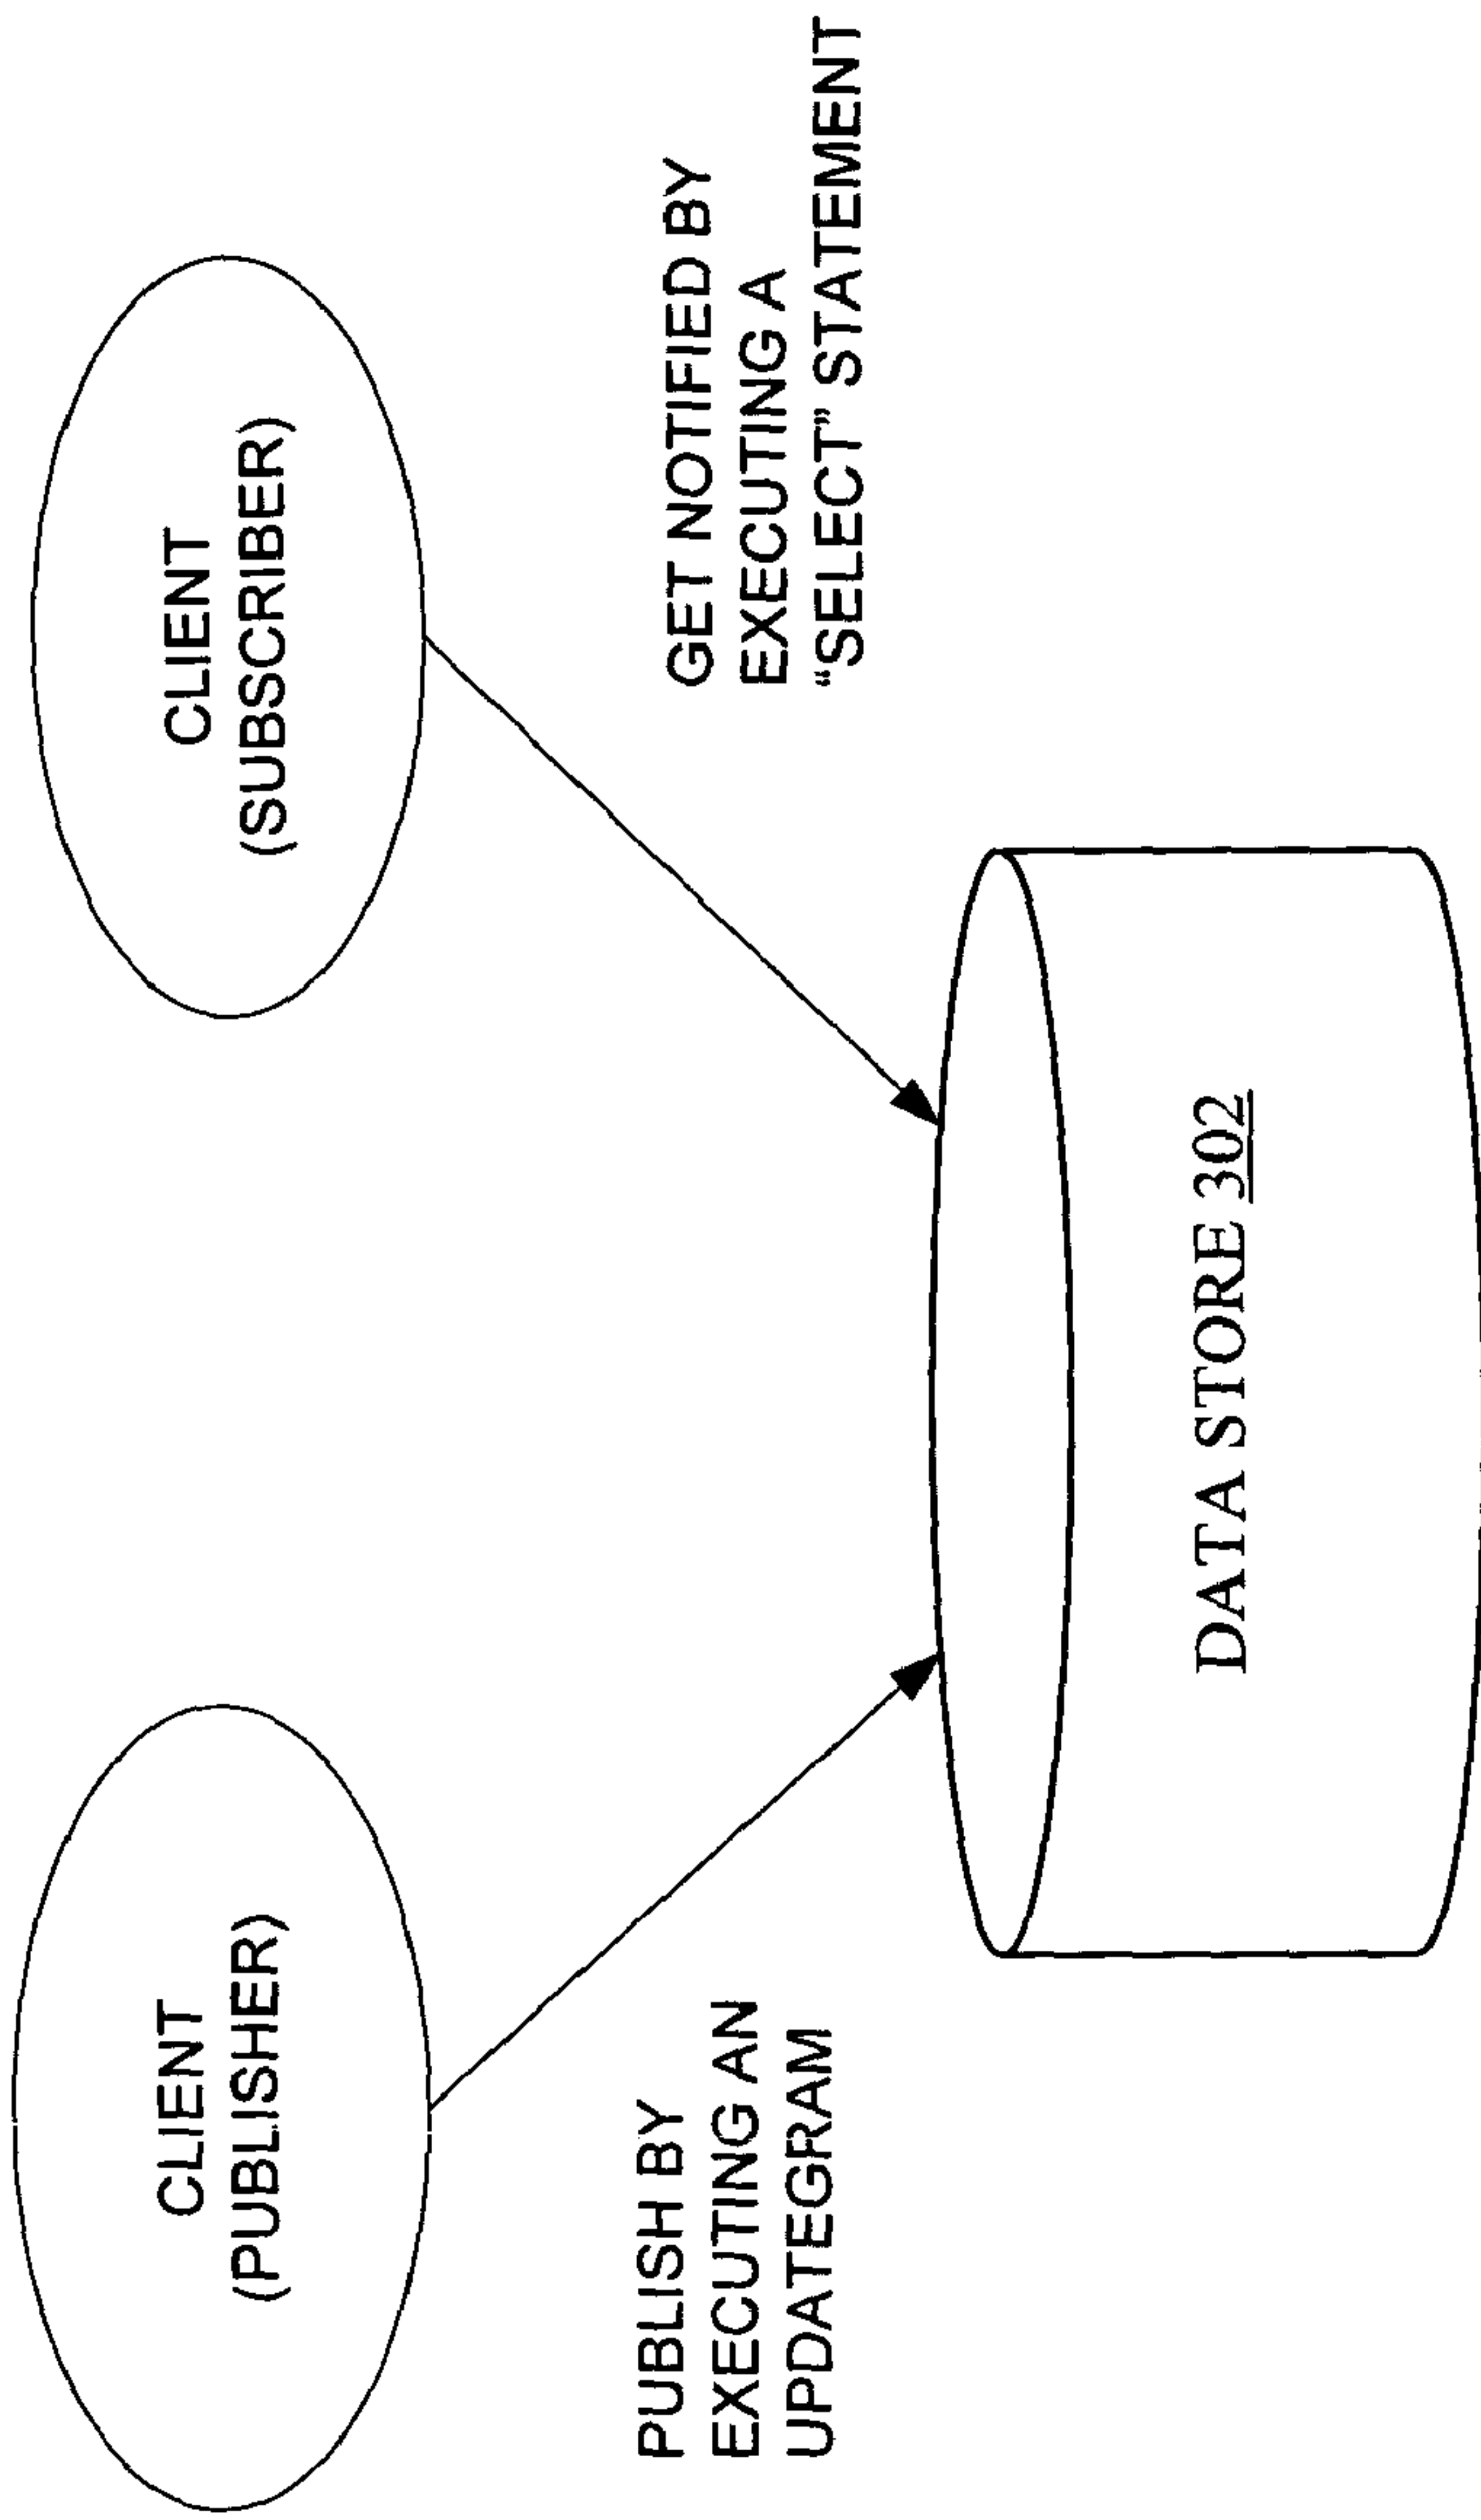 CLIENT
(PUBLISHER)
CLIENT
(SUBSCRIBER)
PUBLISH BY
EXECUTING AN
UPDATEGRAM
GET NOTIFIED BY
EXECUTING A
“SELECT” STATEMENT
DATA STORE 302